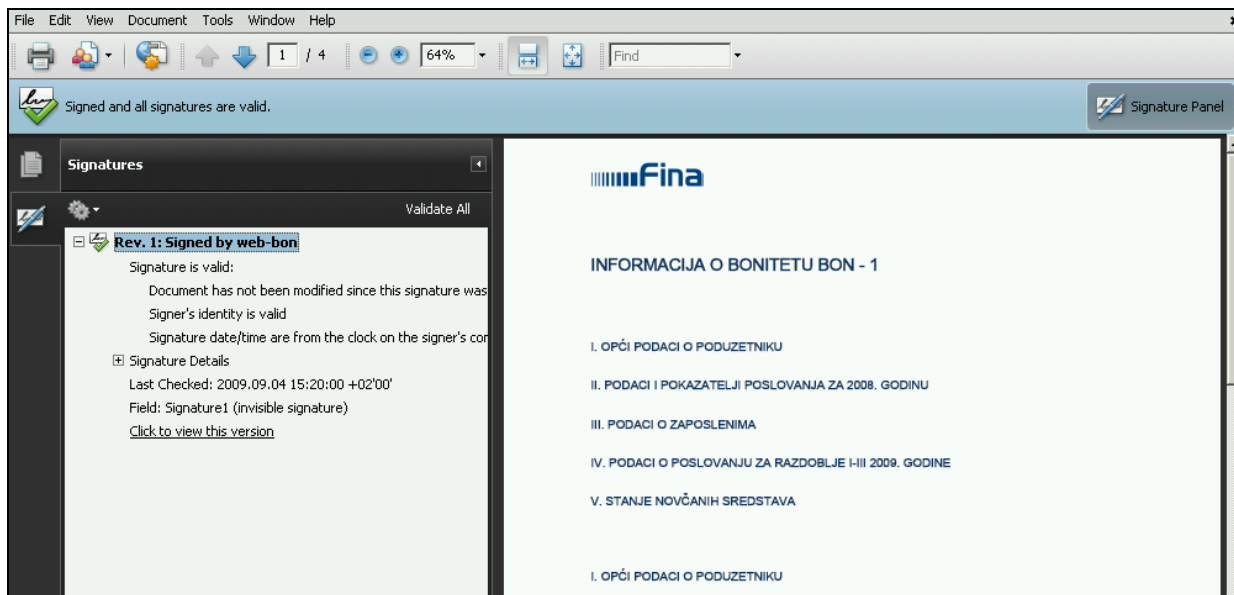 File Edit View Document Tools Window Help
1 / 4 64% Find
Signed and all signatures are valid. Signature Panel
Signatures
Validate All
Rev. 1: Signed by web-bon
Signature is valid:
Document has not been modified since this signature was
Signer's identity is valid
Signature date/time are from the clock on the signer's cor
Signature Details
Last Checked: 2009.09.04 15:20:00 +02'00'
Field: Signature1 (invisible signature)
Click to view this version
Fina
INFORMACIJA O BONITETU BON - 1
I. OPĆI PODACI O PODUZETNIKU
II. PODACI I POKAZATELJI POSLOVANJA ZA 2008. GODINU
III. PODACI O ZAPOSLENIMA
IV. PODACI O POSLOVANJU ZA RAZDOBLJE I-III 2009. GODINE
V. STANJE NOVČANIH SREDSTAVA
I. OPĆI PODACI O PODUZETNIKU